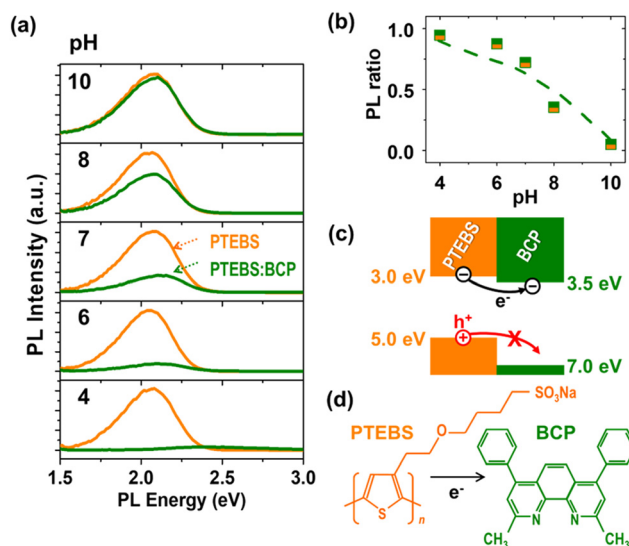 (a)
pH
10
8
7
PTEBS
PTEBS:BCP
6
4
PL Intensity (a.u.)
1.5 2.0 2.5 3.0
PL Energy (eV)
(b)
PL ratio
1.0
0.5
0.0
4 6 8 10
pH
(c)
PTEBS
BCP
3.0 eV
3.5 eV
e-
h+
X
5.0 eV
7.0 eV
(d)
SO3Na
PTEBS
BCP
O
e-
S
n
N N
CH3 CH3